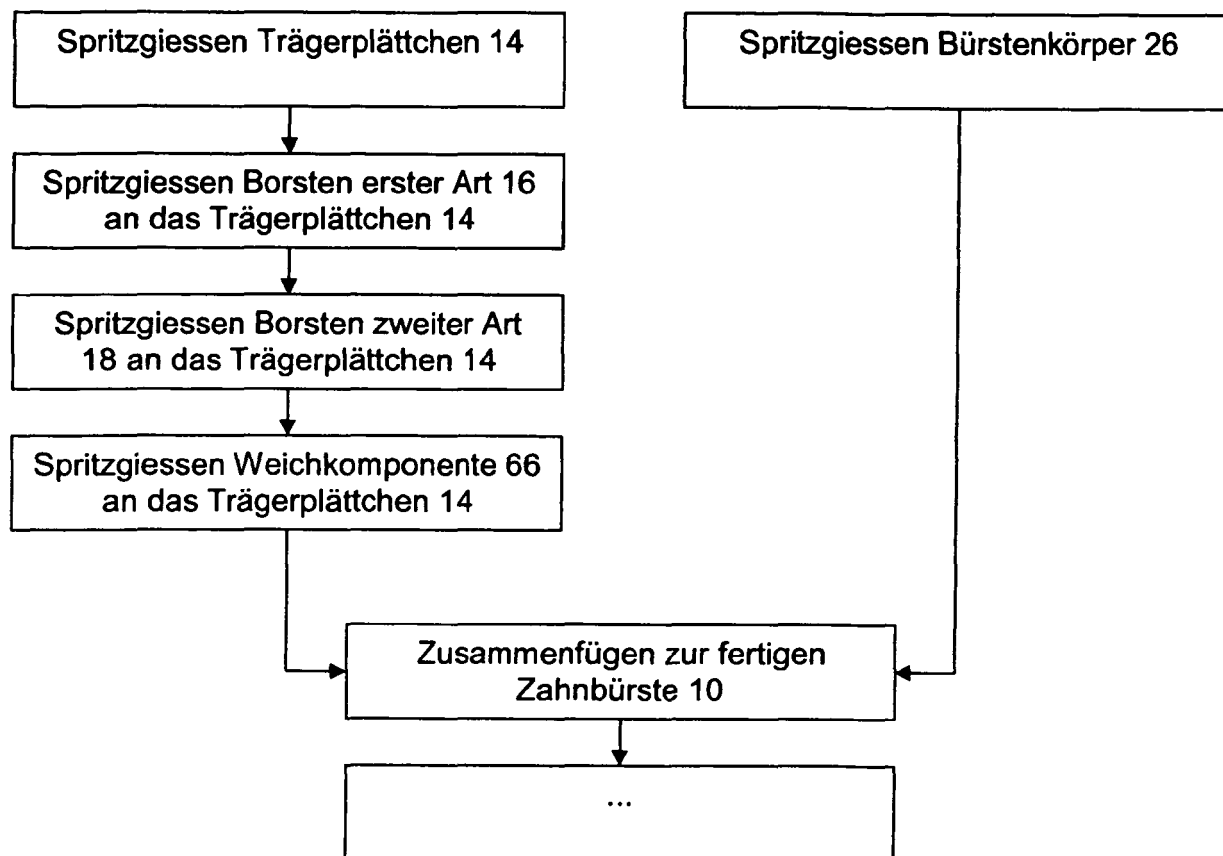 Spritzgiessen Trägerplättchen 14
Spritzgiessen Bürstenkörper 26
Spritzgiessen Borsten erster Art 16
an das Trägerplättchen 14
Spritzgiessen Borsten zweiter Art
18 an das Trägerplättchen 14
Spritzgiessen Weichkomponente 66
an das Trägerplättchen 14
Zusammenfügen zur fertigen
Zahnbürste 10
...